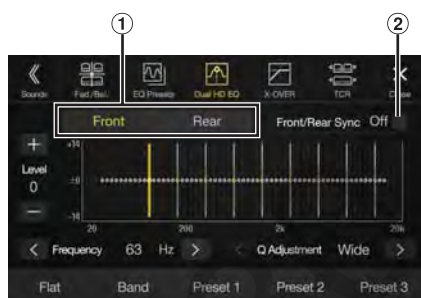 1 2
Sounds Fad./Bal. EQ Presets Dual HD EQ X-OVER TCR Close
Front Rear Front/Rear Sync Off
+ +14
Level
0 ±0
− -14
20 200 2k 20k
< Frequency 63 Hz > < Q Adjustment Wide >
Flat Band Preset 1 Preset 2 Preset 3